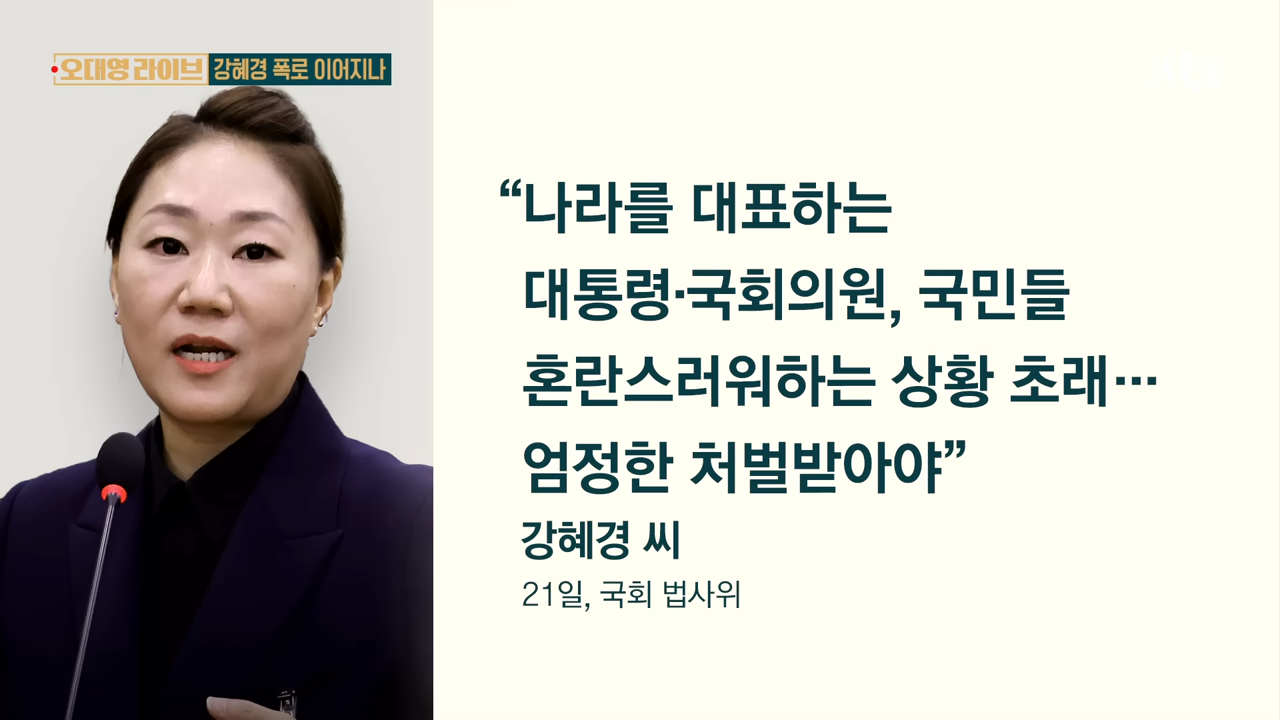 오대영 라이브 강혜경 폭로 이어지나
jtbc
“나라를 대표하는
대통령·국회의원, 국민들
혼란스러워하는 상황 초래…
엄정한 처벌받아야”
강혜경 씨
21일, 국회 법사위